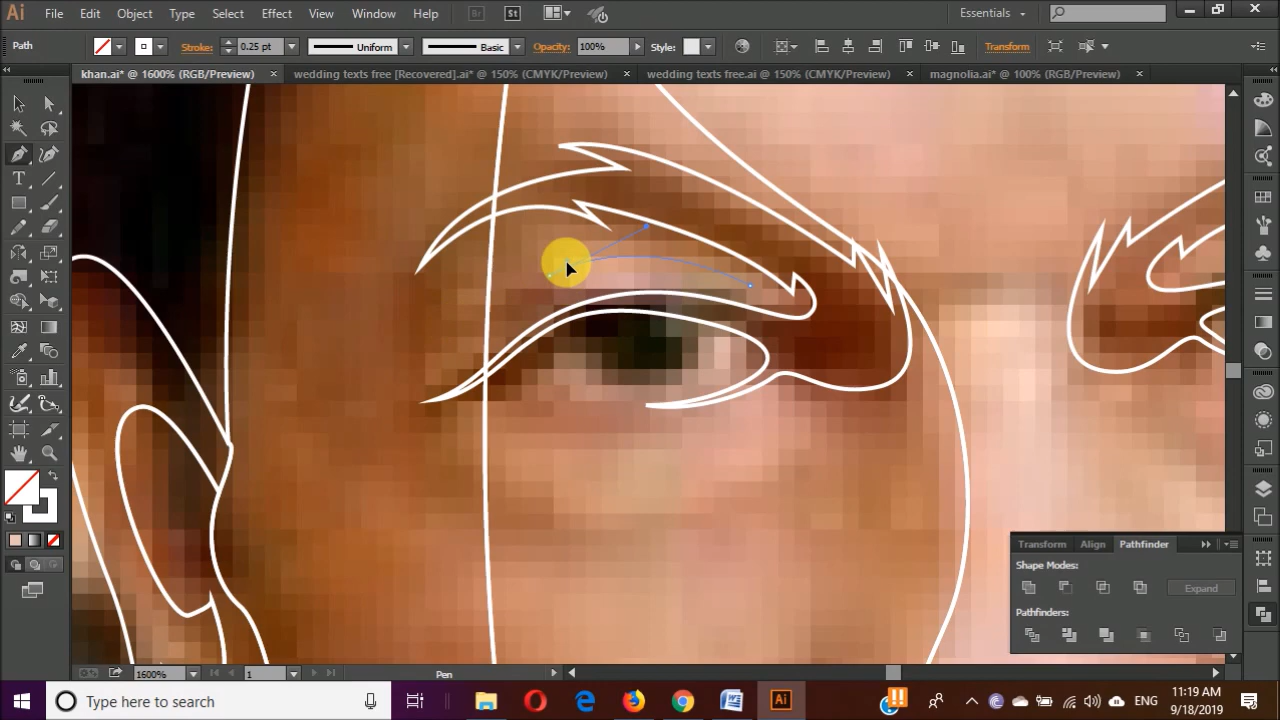 Ai File Edit Object Type Select Effect View Window Help Br St Essentials
Path Stroke: 0.25 pt Uniform Basic Opacity: 100% Style: Transform
khan.ai* @ 1600% (RGB/Preview) wedding texts free [Recovered].ai* @ 150% (CMYK/Preview) wedding texts free.ai @ 150% (CMYK/Preview) magnolia.ai* @ 100% (RGB/Preview)
Transform Align Pathfinder
Shape Modes:
Expand
Pathfinders:
1600% 1 Pen
Type here to search Ai ENG 11:19 AM
9/18/2019